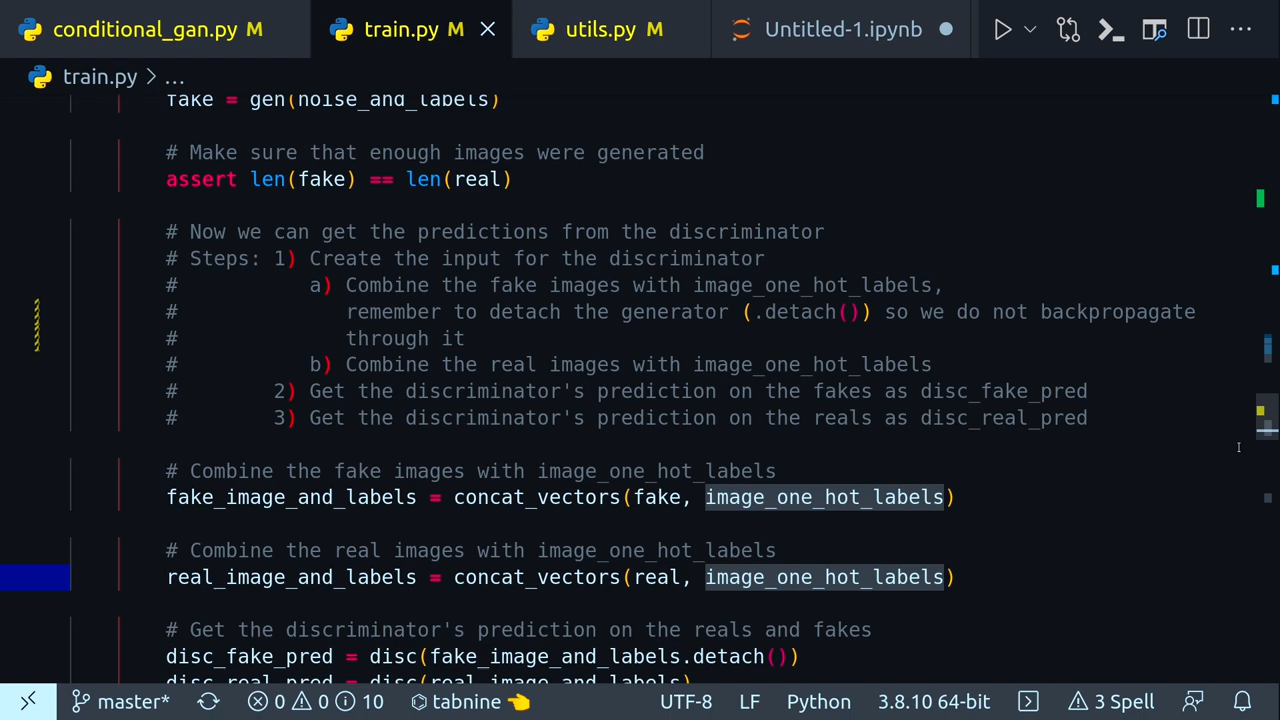 conditional_gan.py M train.py M utils.py M Untitled-1.ipynb
train.py > ...
fake = gen(noise_and_labels)
# Make sure that enough images were generated
assert len(fake) == len(real)
# Now we can get the predictions from the discriminator
# Steps: 1) Create the input for the discriminator
# a) Combine the fake images with image_one_hot_labels,
# remember to detach the generator (.detach()) so we do not backpropagate
# through it
# b) Combine the real images with image_one_hot_labels
# 2) Get the discriminator's prediction on the fakes as disc_fake_pred
# 3) Get the discriminator's prediction on the reals as disc_real_pred
# Combine the fake images with image_one_hot_labels
fake_image_and_labels = concat_vectors(fake, image_one_hot_labels)
# Combine the real images with image_one_hot_labels
real_image_and_labels = concat_vectors(real, image_one_hot_labels)
# Get the discriminator's prediction on the reals and fakes
disc_fake_pred = disc(fake_image_and_labels.detach())
disc_real_pred = disc(real_image_and_labels)
master* 0 0 10 tabnine UTF-8 LF Python 3.8.10 64-bit 3 Spell